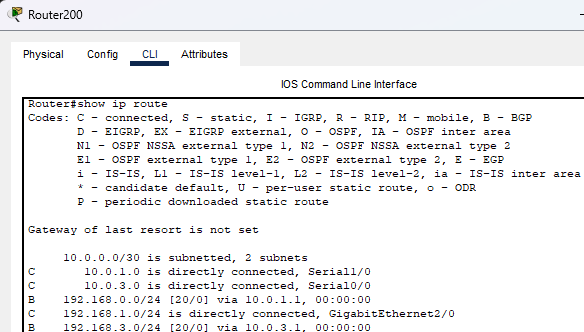 Router200
Physical Config CLI Attributes
IOS Command Line Interface
Router#show ip route
Codes: C - connected, S - static, I - IGRP, R - RIP, M - mobile, B - BGP
D - EIGRP, EX - EIGRP external, O - OSPF, IA - OSPF inter area
N1 - OSPF NSSA external type 1, N2 - OSPF NSSA external type 2
E1 - OSPF external type 1, E2 - OSPF external type 2, E - EGP
i - IS-IS, L1 - IS-IS level-1, L2 - IS-IS level-2, ia - IS-IS inter area
* - candidate default, U - per-user static route, o - ODR
P - periodic downloaded static route
Gateway of last resort is not set
10.0.0.0/30 is subnetted, 2 subnets
C 10.0.1.0 is directly connected, Serial1/0
C 10.0.3.0 is directly connected, Serial0/0
B 192.168.0.0/24 [20/0] via 10.0.1.1, 00:00:00
C 192.168.1.0/24 is directly connected, GigabitEthernet2/0
B 192.168.3.0/24 [20/0] via 10.0.3.1, 00:00:00